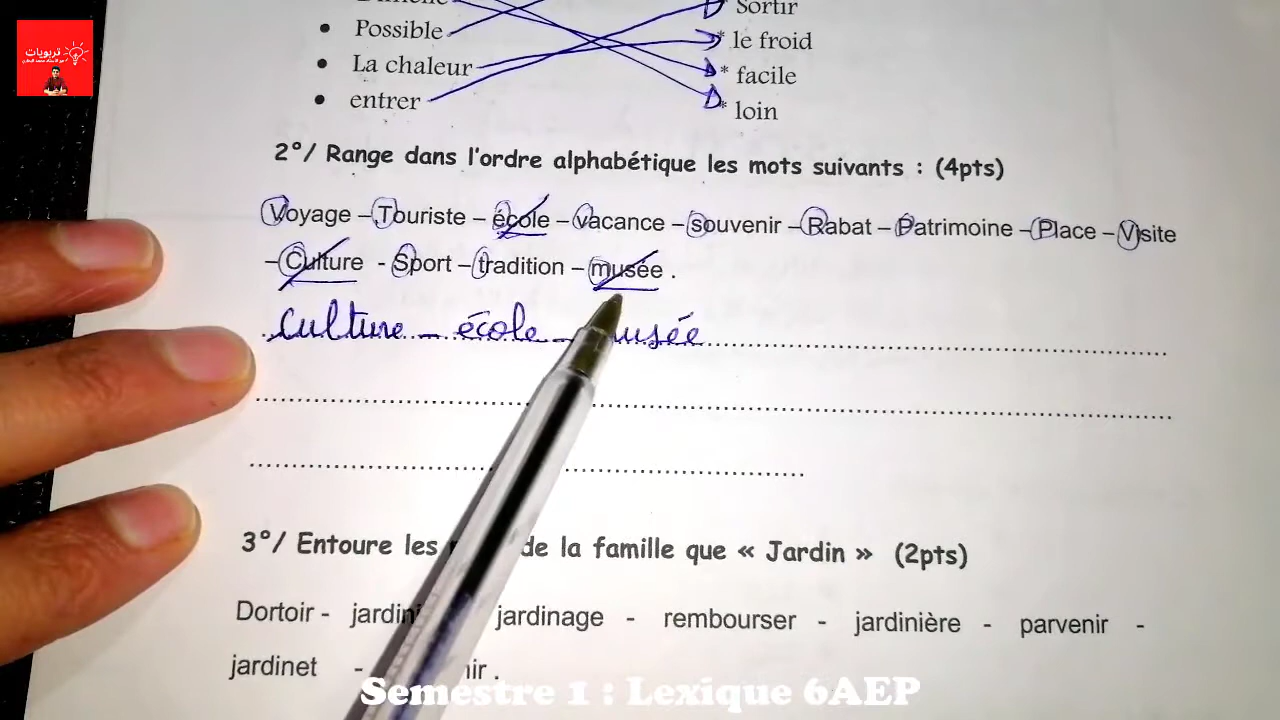 تربويات
Sortir
• Possible * le froid
• La chaleur * facile
• entrer * loin
2°/ Range dans l'ordre alphabétique les mots suivants : (4pts)
Voyage – Touriste – école – vacance – souvenir – Rabat – Patrimoine – Place – Visite
– Culture - Sport – tradition – musée .
culture – école – musée
3°/ Entoure les de la famille que « Jardin » (2pts)
Dortoir - jardinage - rembourser - jardinière - parvenir -
jardinet -
Semestre 1 : Lexique 6AEP